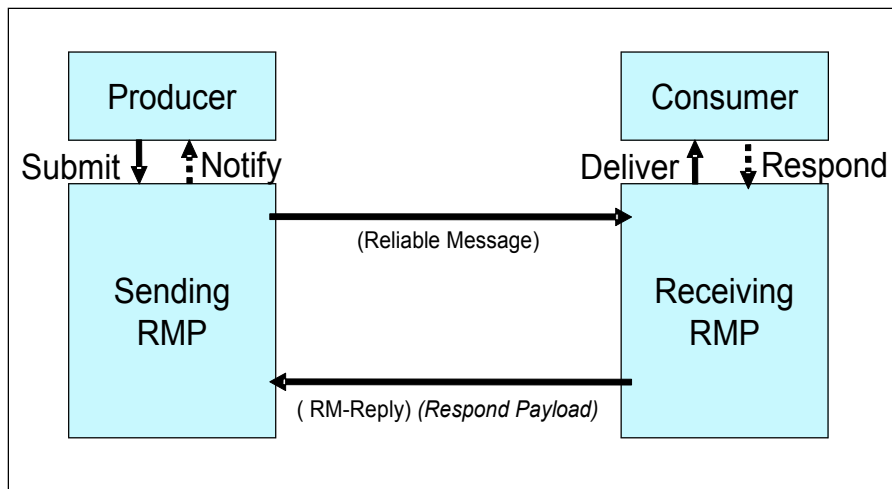 Producer
Consumer
Submit
Notify
Deliver
Respond
(Reliable Message)
Sending
RMP
Receiving
RMP
( RM-Reply) (Respond Payload)